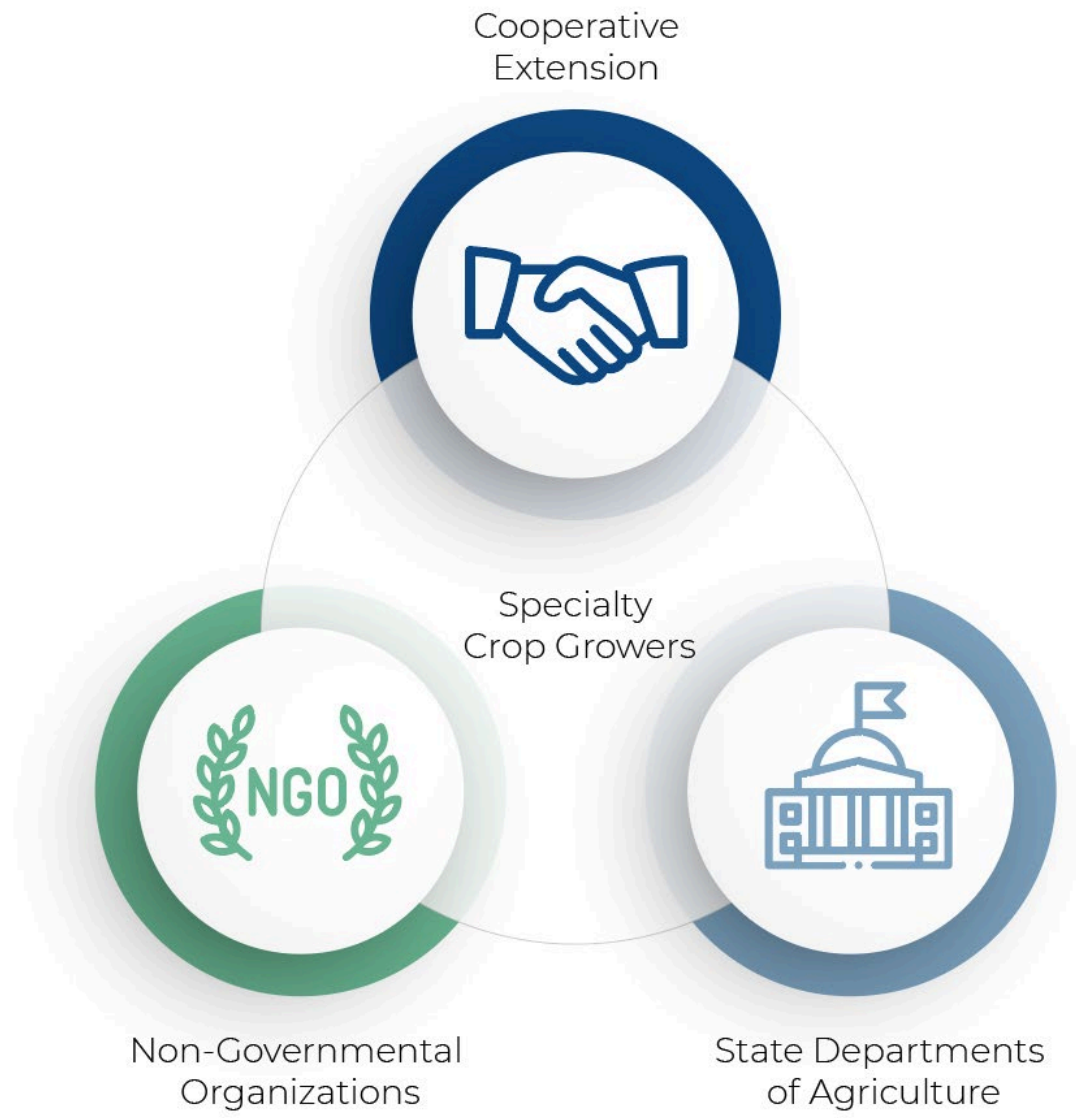 Cooperative
Extension
Specialty
Crop Growers
NGO
Non-Governmental
Organizations
State Departments
of Agriculture